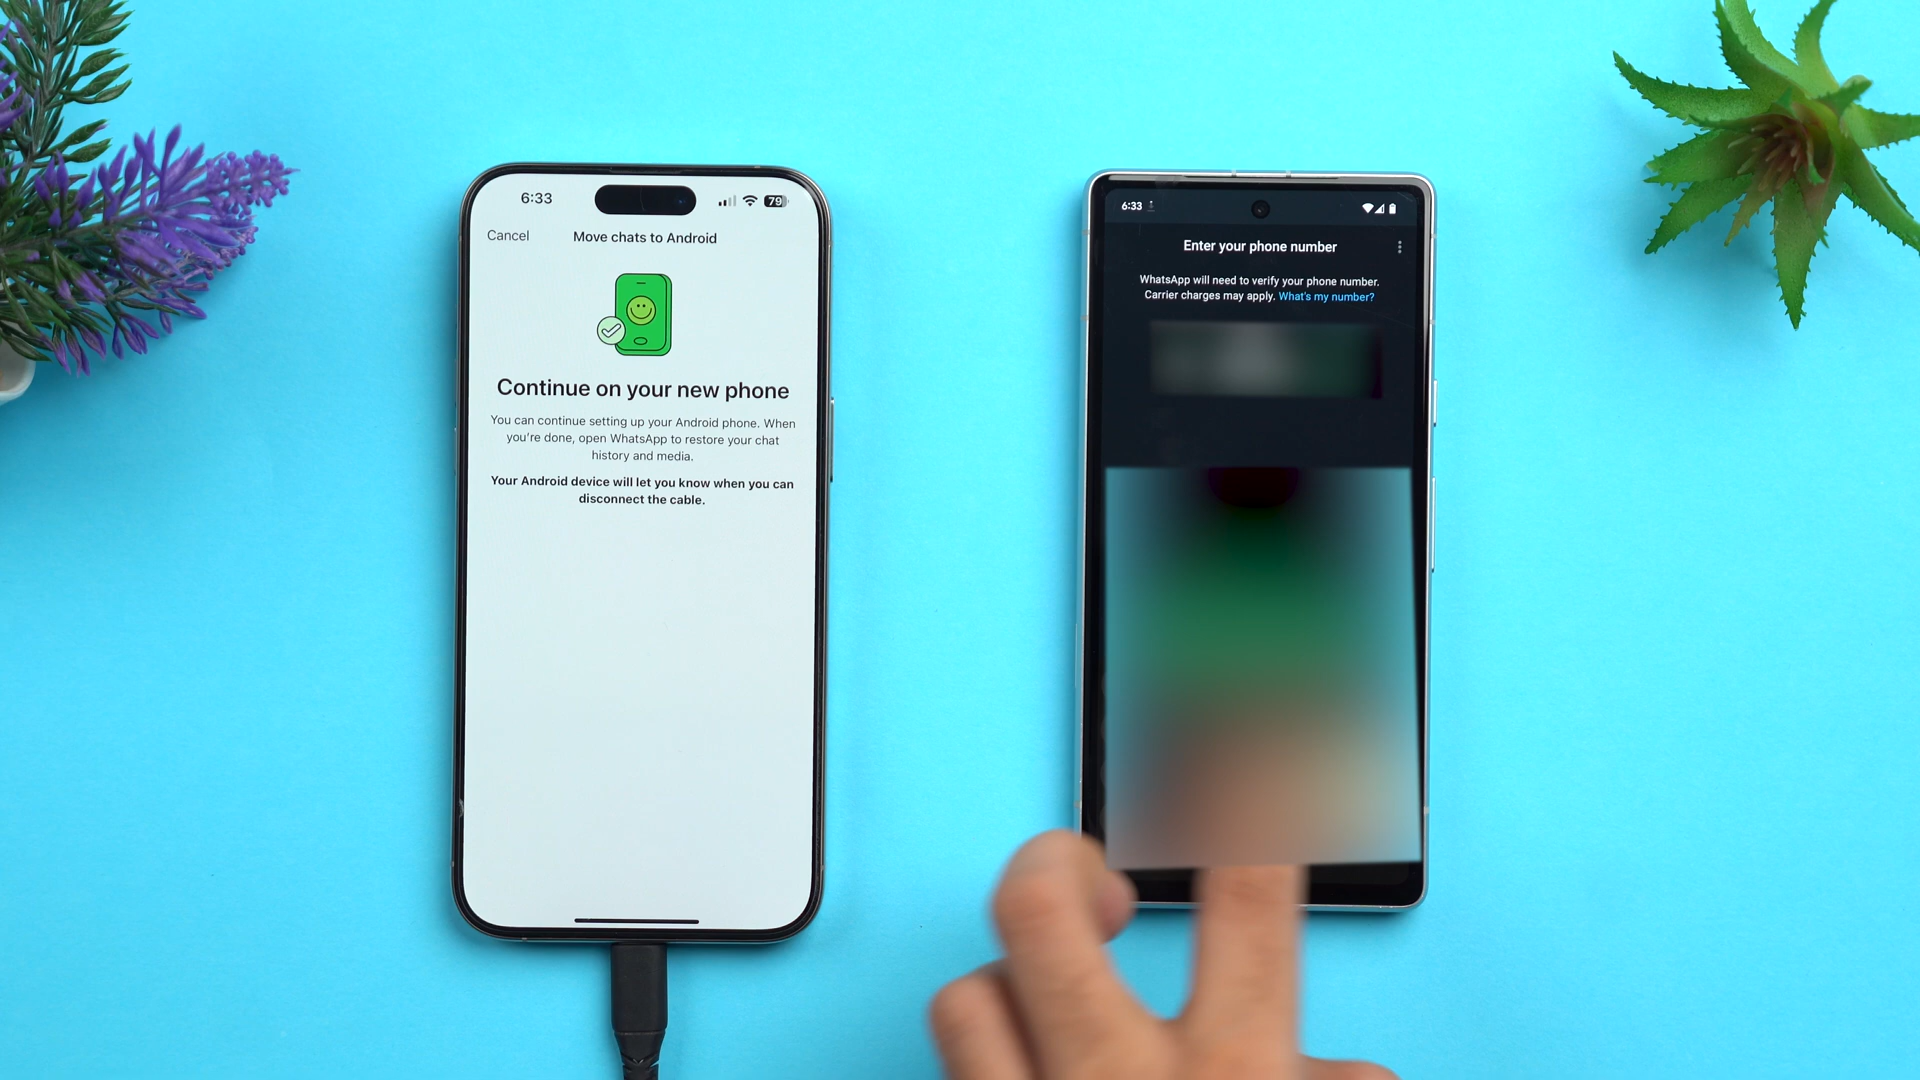 6:33
79
Cancel
Move chats to Android
Continue on your new phone
You can continue setting up your Android phone. When
you're done, open WhatsApp to restore your chat
history and media.
Your Android device will let you know when you can
disconnect the cable.
6:33
Enter your phone number
WhatsApp will need to verify your phone number.
Carrier charges may apply. What's my number?